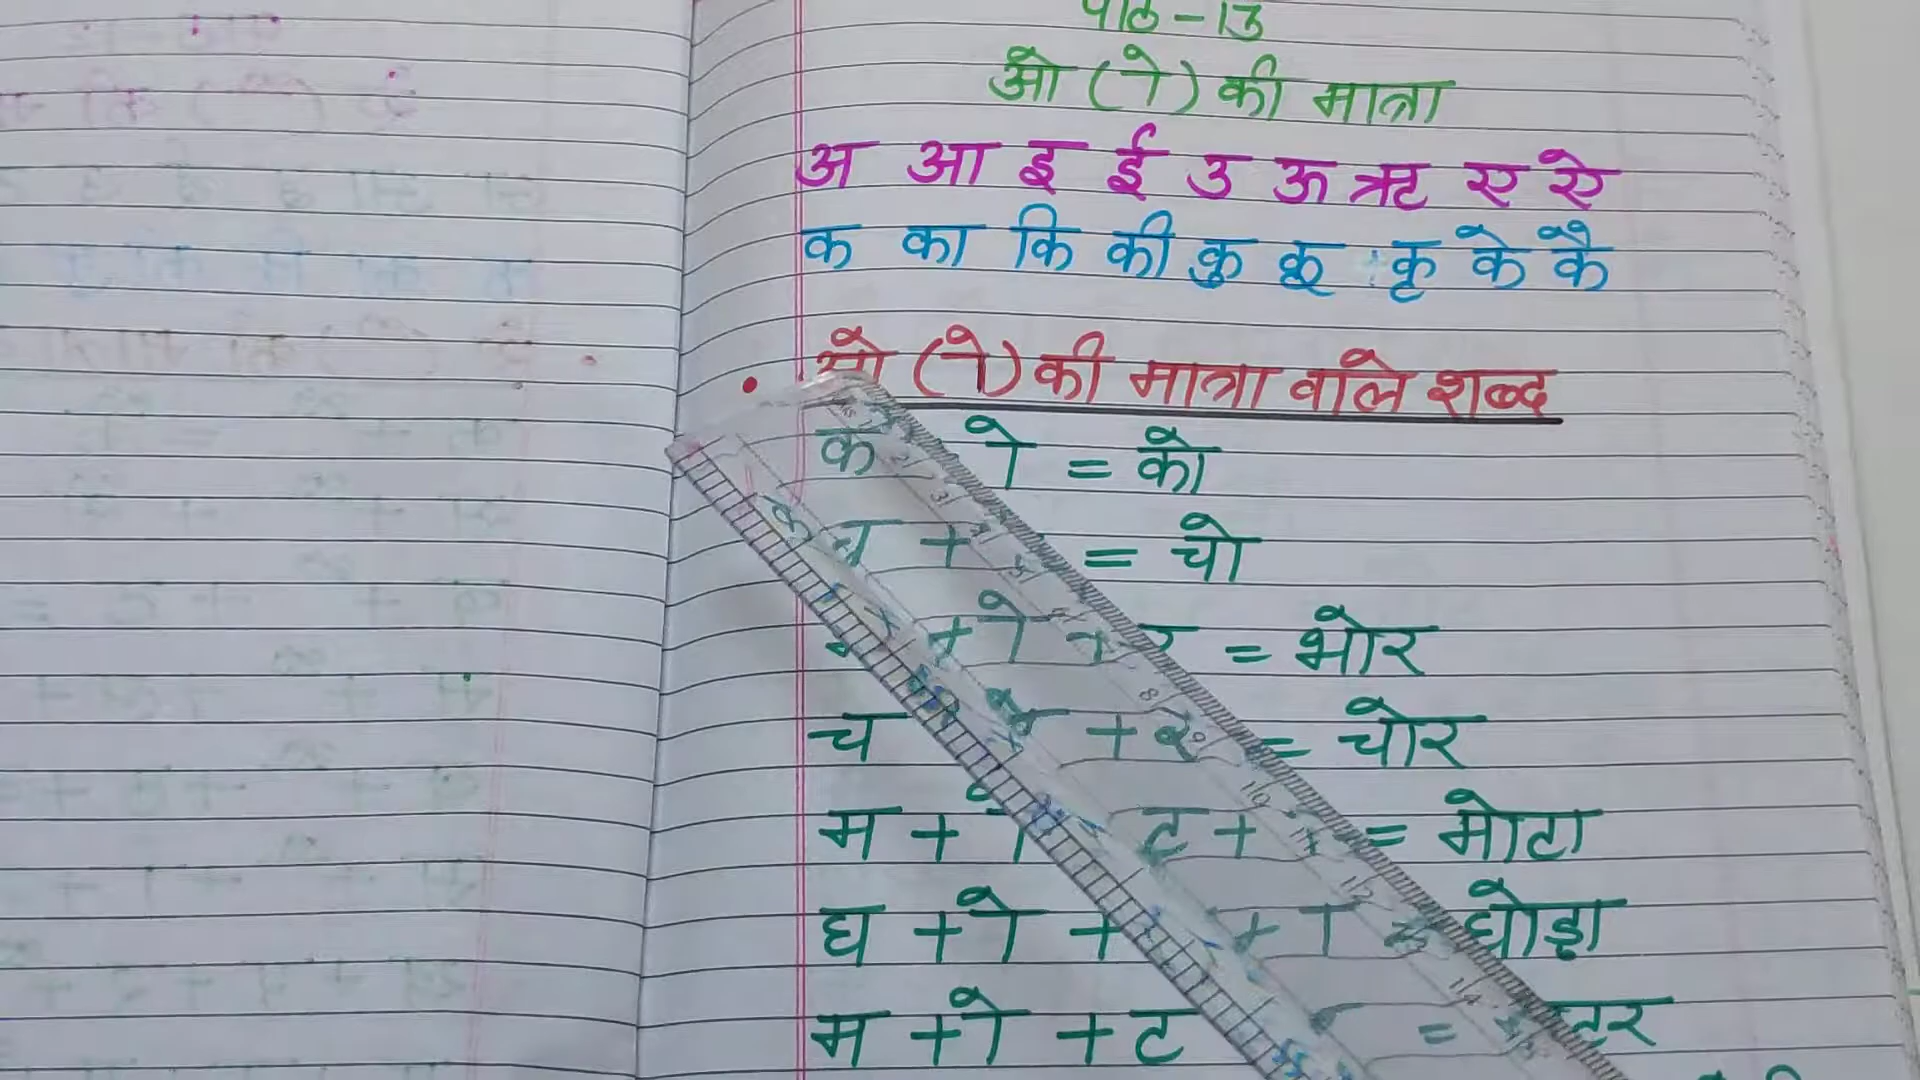 पाठ - 13
ओ (ो) की मात्रा
अ आ इ ई उ ऊ ऋ ए ऐ
क का कि की कु कू कृ के कै
ओ (ो) की मात्रा वाले शब्द
क ो = को
च + = चो
+ ो + र = भोर
च + र = चोर
म + ो ट + ा = मोटा
घ + ो + + ा = घोड़ा
म + ो + ट =